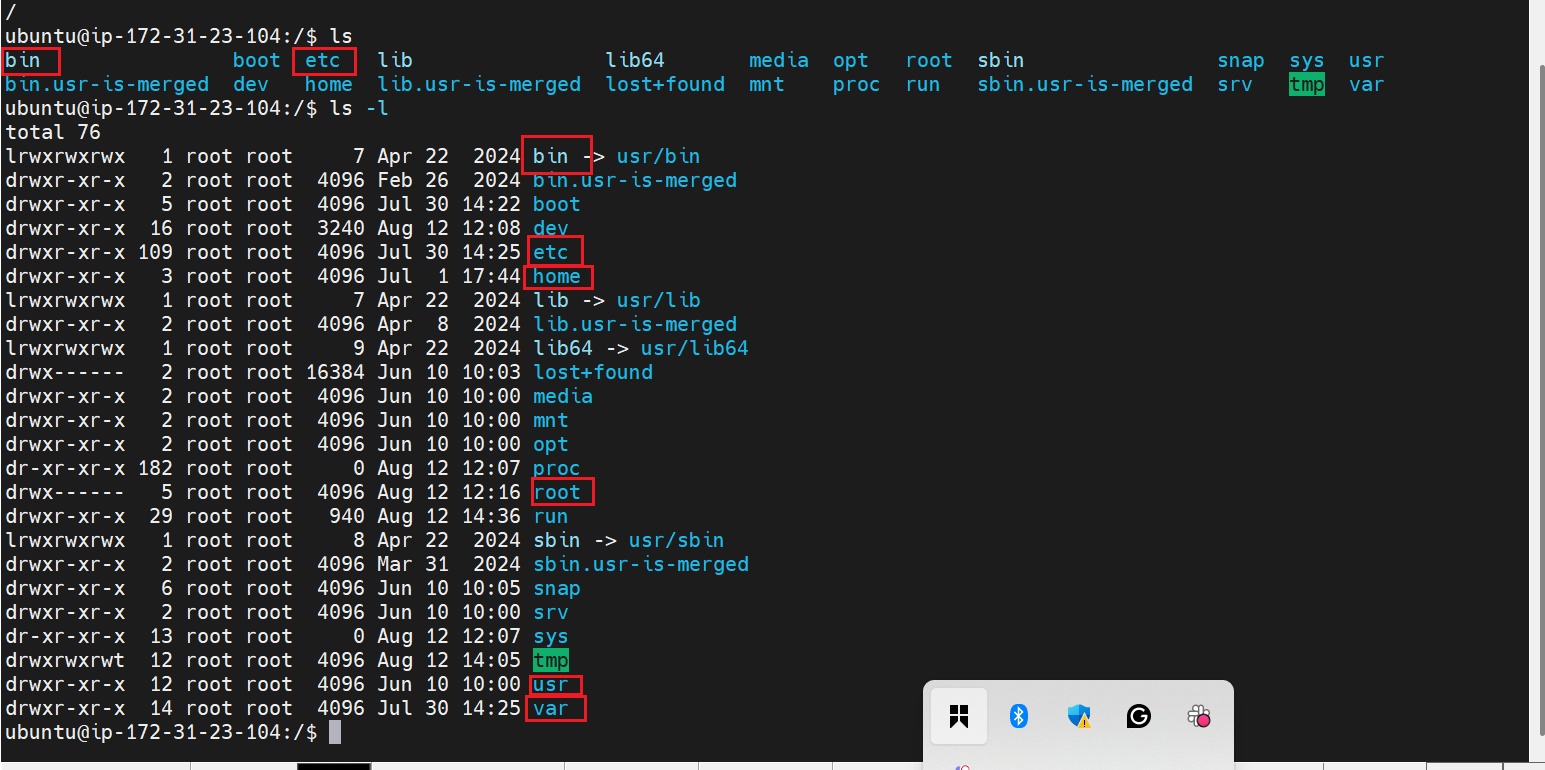 /
ubuntu@ip-172-31-23-104:/$ ls
bin                boot  etc   lib                lib64       media  opt   root  sbin               snap  sys  usr
bin.usr-is-merged  dev   home  lib.usr-is-merged  lost+found  mnt    proc  run   sbin.usr-is-merged  srv   tmp  var
ubuntu@ip-172-31-23-104:/$ ls -l
total 76
lrwxrwxrwx   1 root root     7 Apr 22  2024 bin -> usr/bin
drwxr-xr-x   2 root root  4096 Feb 26  2024 bin.usr-is-merged
drwxr-xr-x   5 root root  4096 Jul 30 14:22 boot
drwxr-xr-x  16 root root  3240 Aug 12 12:08 dev
drwxr-xr-x 109 root root  4096 Jul 30 14:25 etc
drwxr-xr-x   3 root root  4096 Jul  1 17:44 home
lrwxrwxrwx   1 root root     7 Apr 22  2024 lib -> usr/lib
drwxr-xr-x   2 root root  4096 Apr  8  2024 lib.usr-is-merged
lrwxrwxrwx   1 root root     9 Apr 22  2024 lib64 -> usr/lib64
drwx------   2 root root 16384 Jun 10 10:03 lost+found
drwxr-xr-x   2 root root  4096 Jun 10 10:00 media
drwxr-xr-x   2 root root  4096 Jun 10 10:00 mnt
drwxr-xr-x   2 root root  4096 Jun 10 10:00 opt
dr-xr-xr-x 182 root root     0 Aug 12 12:07 proc
drwx------   5 root root  4096 Aug 12 12:16 root
drwxr-xr-x  29 root root   940 Aug 12 14:36 run
lrwxrwxrwx   1 root root     8 Apr 22  2024 sbin -> usr/sbin
drwxr-xr-x   2 root root  4096 Mar 31  2024 sbin.usr-is-merged
drwxr-xr-x   6 root root  4096 Jun 10 10:05 snap
drwxr-xr-x   2 root root  4096 Jun 10 10:00 srv
dr-xr-xr-x  13 root root     0 Aug 12 12:07 sys
drwxrwxrwt  12 root root  4096 Aug 12 14:05 tmp
drwxr-xr-x  12 root root  4096 Jun 10 10:00 usr
drwxr-xr-x  14 root root  4096 Jul 30 14:25 var
ubuntu@ip-172-31-23-104:/$